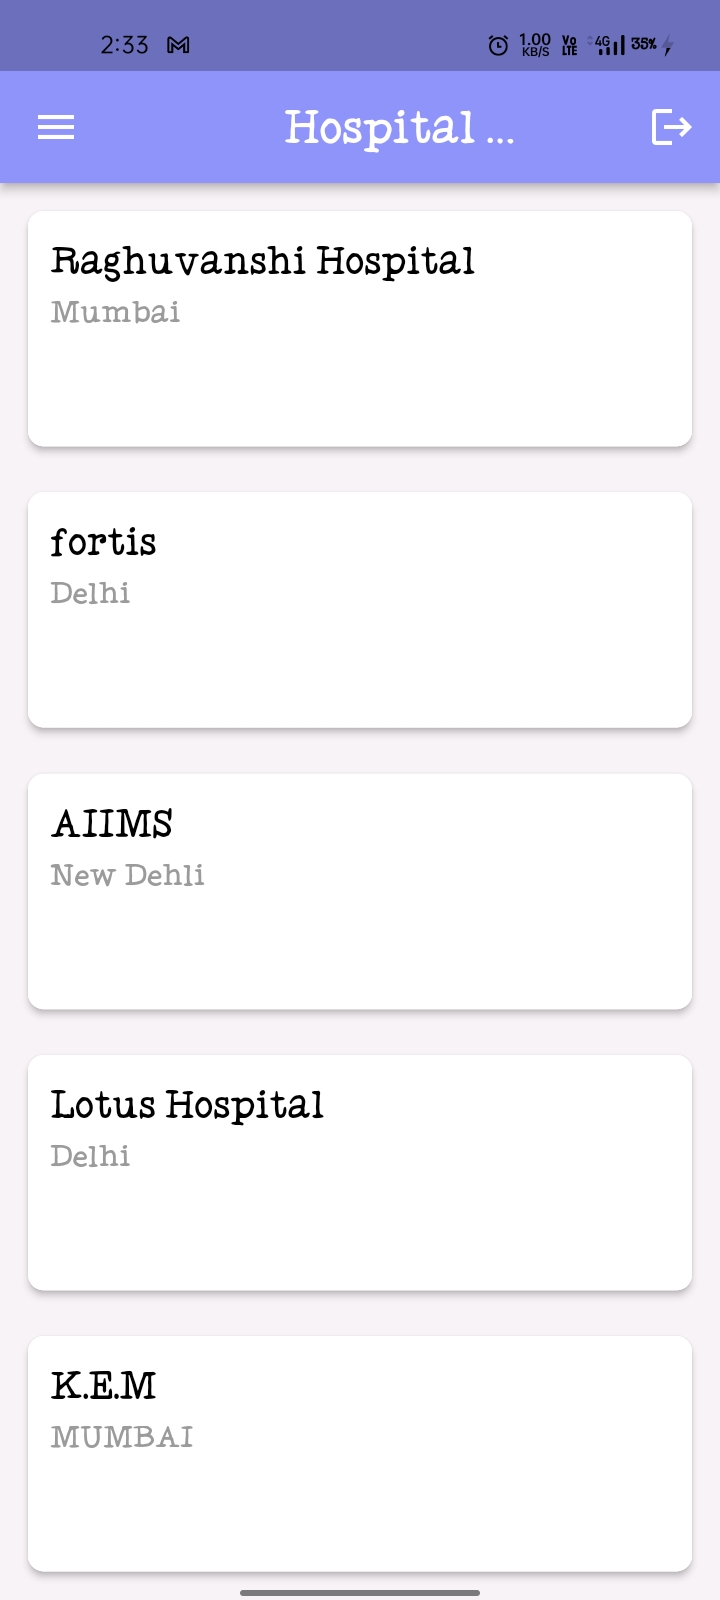 2:33 1.00 KB/S Vo LTE 4G 35%
Hospital ...
Raghuvanshi Hospital
Mumbai
fortis
Delhi
AIIMS
New Dehli
Lotus Hospital
Delhi
K.E.M
MUMBAI